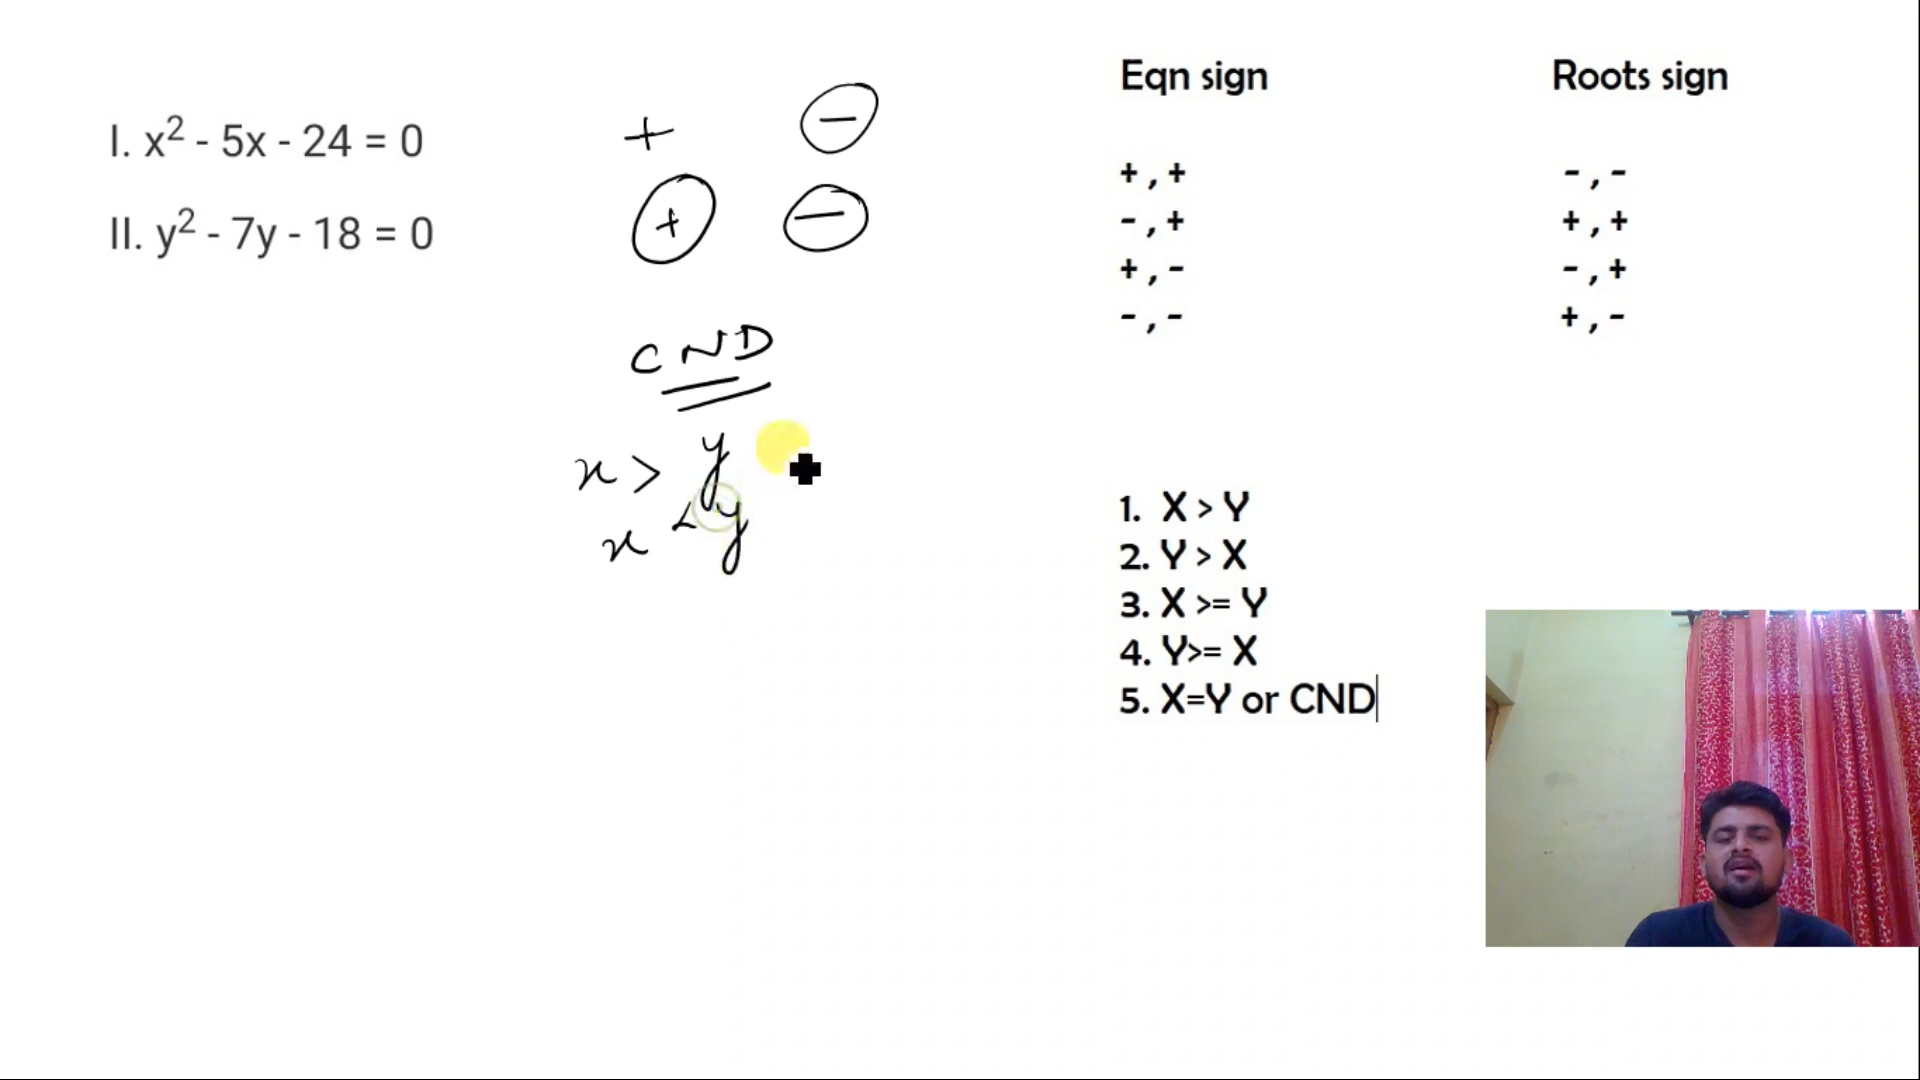 I. x² - 5x - 24 = 0
II. y² - 7y - 18 = 0
+ -
+ -
CND
x > y
x < y
Eqn sign Roots sign
+ , + - , -
- , + + , +
+ , - - , +
- , - + , -
1. X > Y
2. Y > X
3. X >= Y
4. Y>= X
5. X=Y or CND